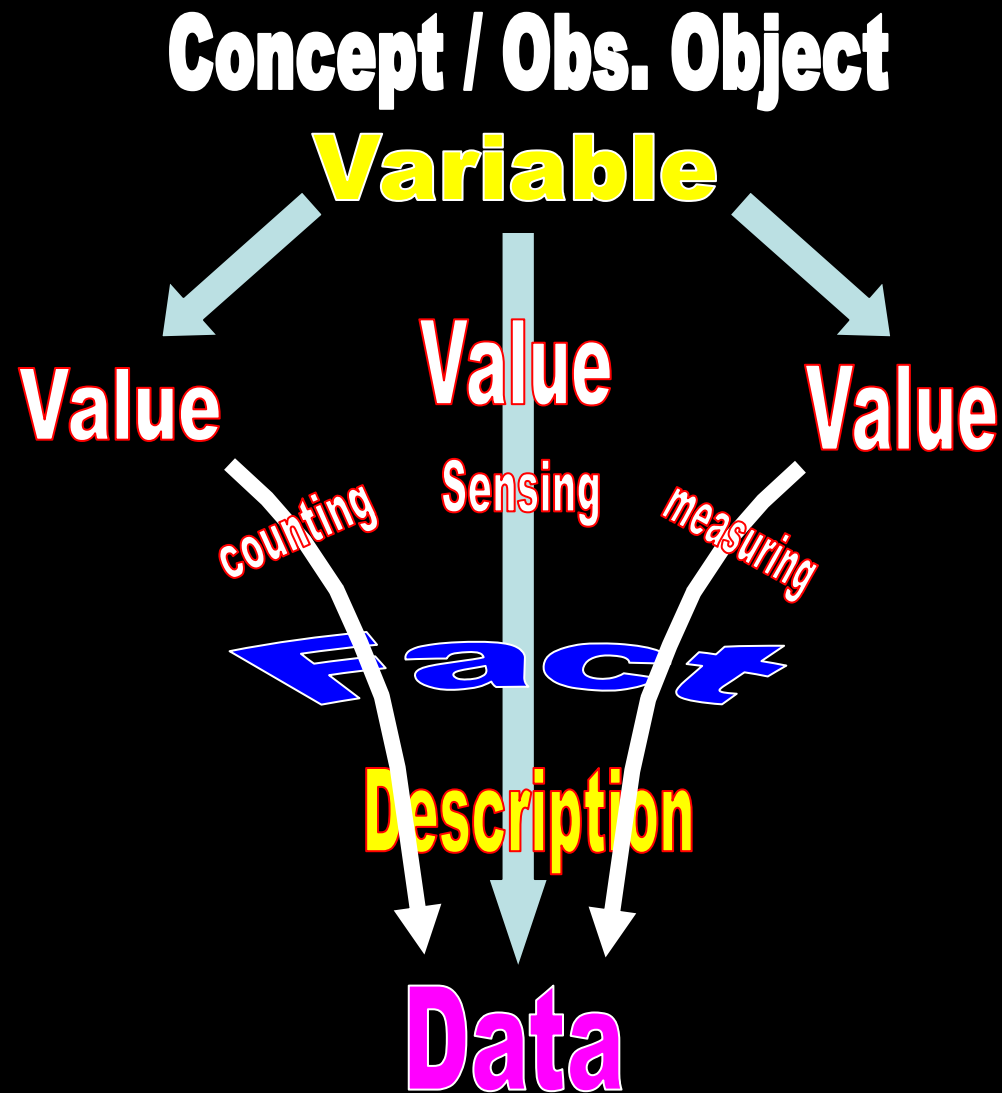 Concept / Obs. Object
Variable
Value
Value
Value
counting
Sensing
measuring
Fact
Description
Data